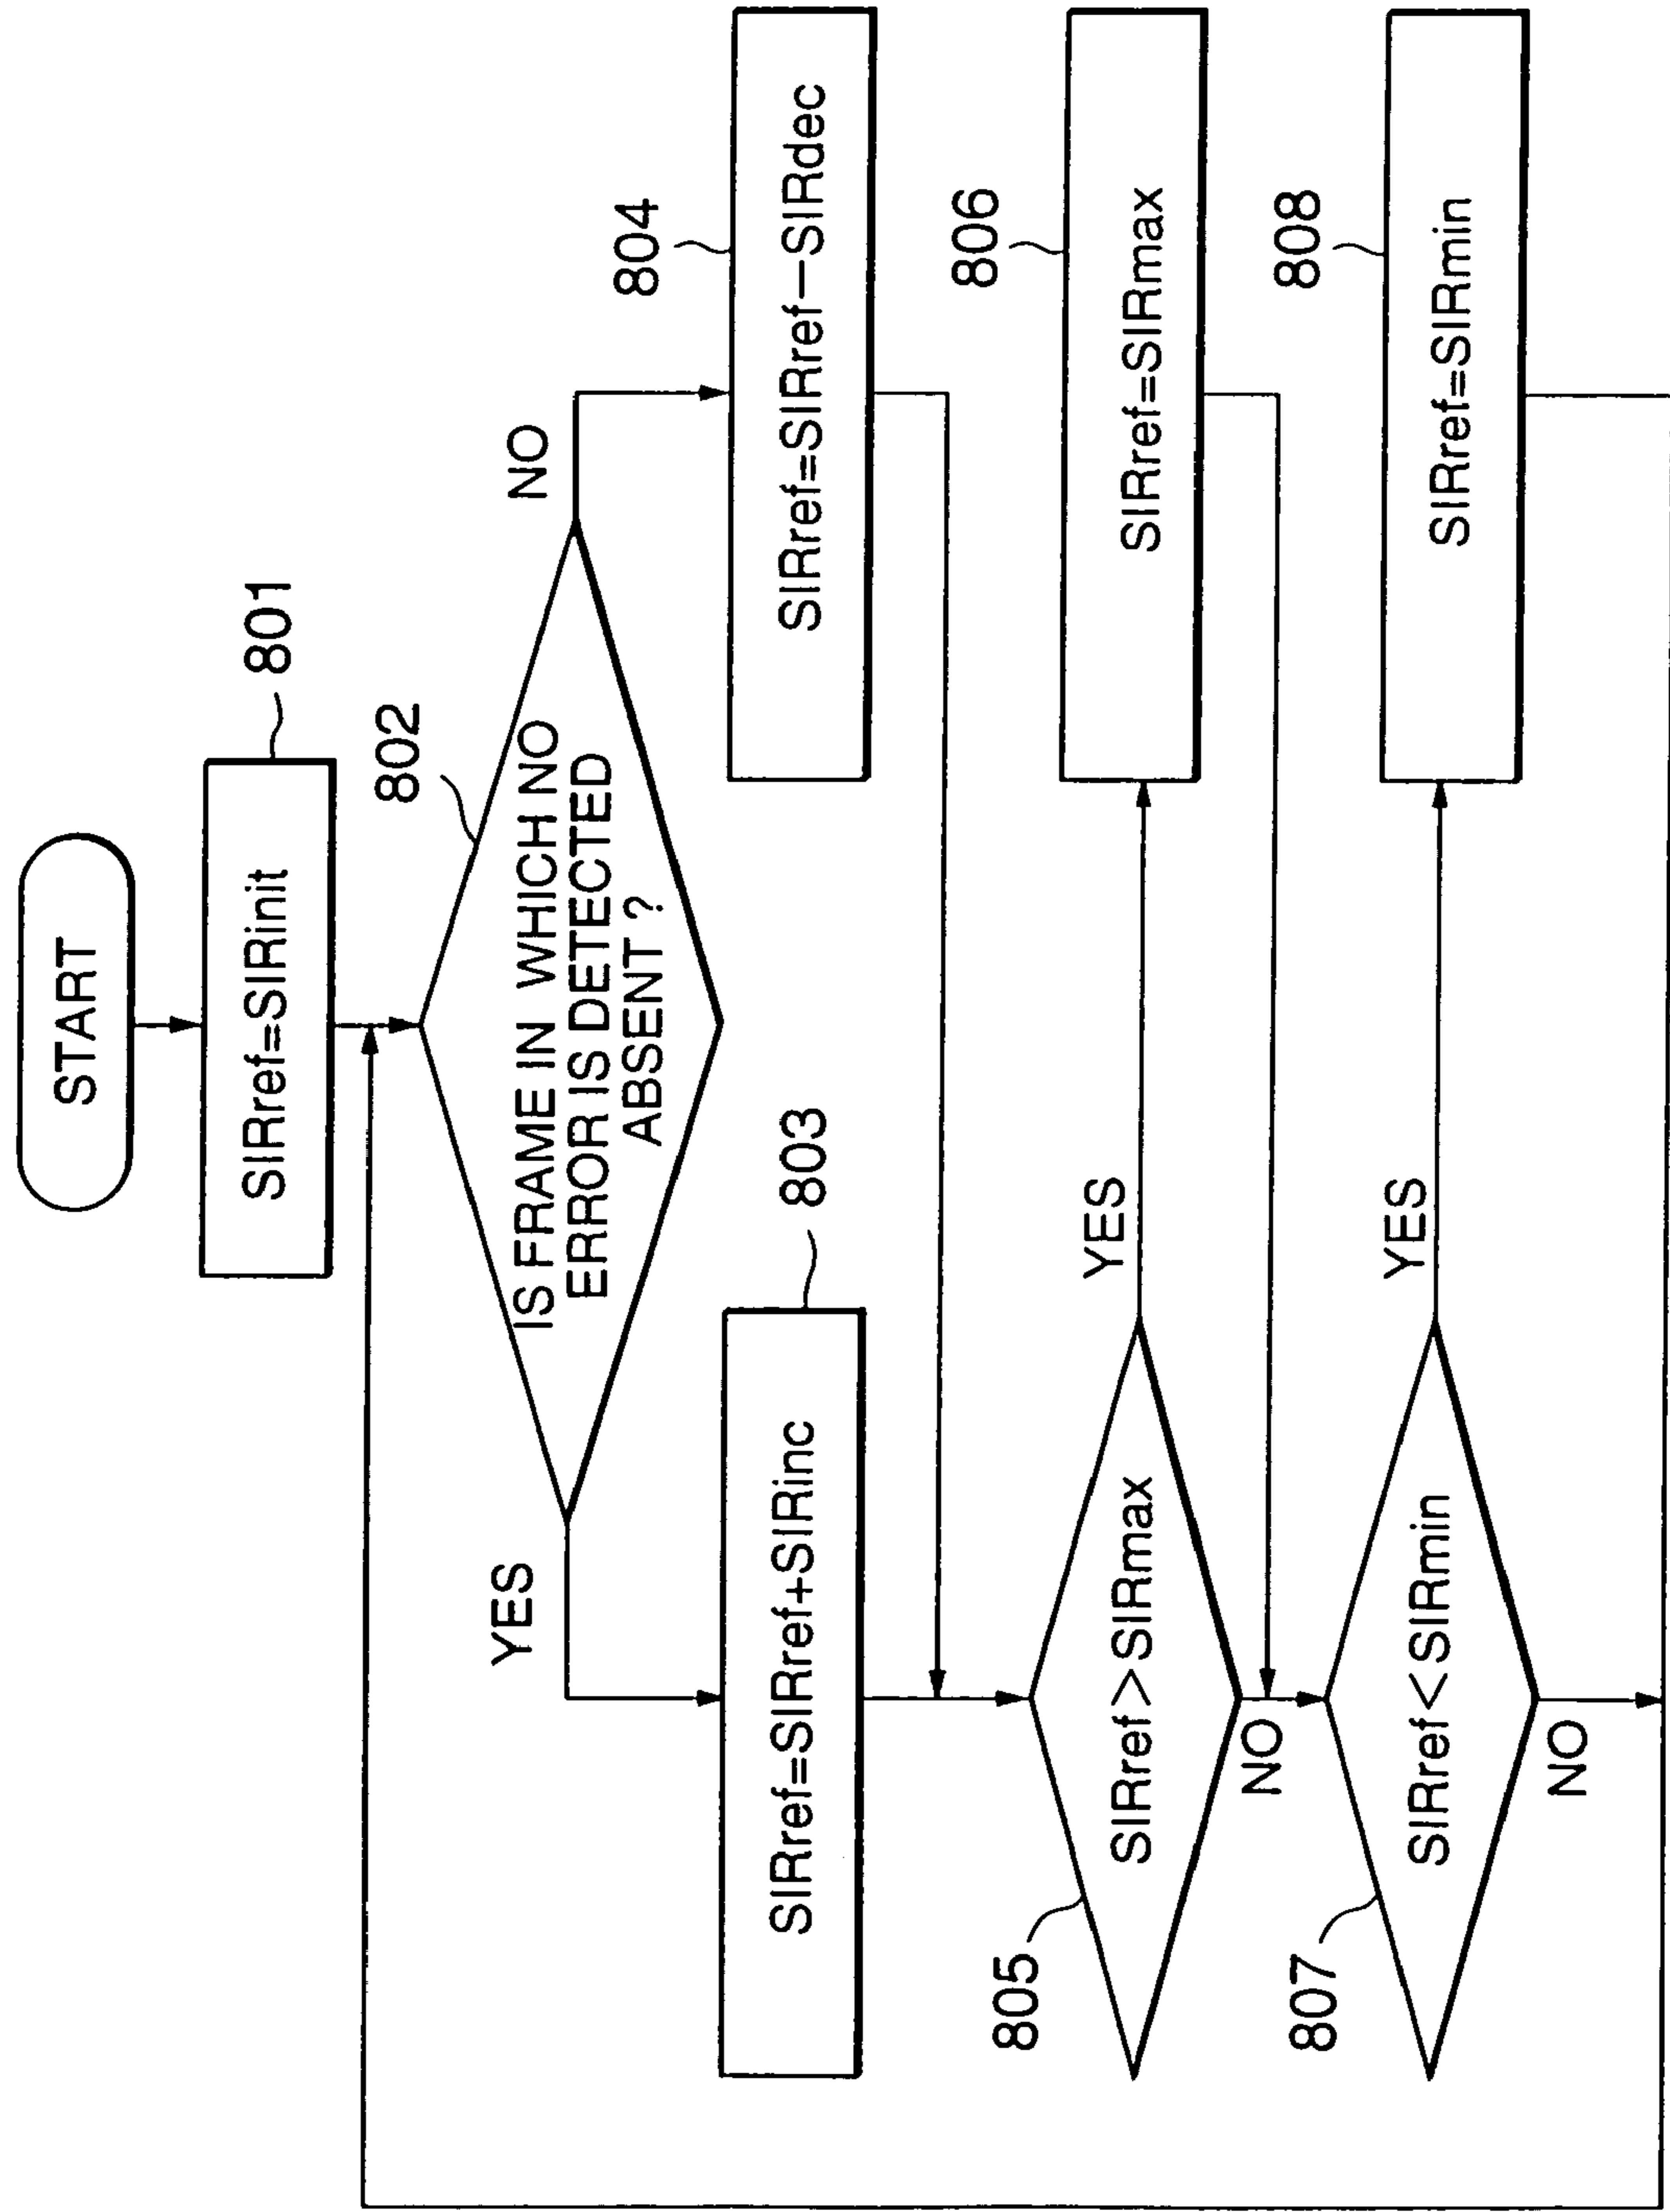 START
SIRref=SIRinit
801
802
IS FRAME IN WHICH NO
ERROR IS DETECTED
ABSENT ?
YES
NO
SIRref=SIRref+SIRinc
803
SIRref=SIRref−SIRdec
804
805
SIRref>SIRmax
YES
NO
SIRref=SIRmax
806
807
SIRref<SIRmin
YES
NO
SIRref=SIRmin
808